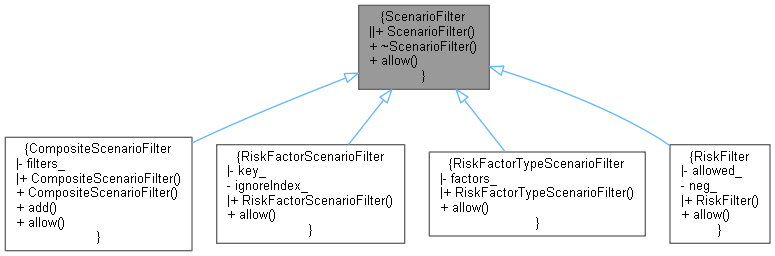 {ScenarioFilter
||+ ScenarioFilter()
+ ~ScenarioFilter()
+ allow()
}
{CompositeScenarioFilter
|- filters_
|+ CompositeScenarioFilter()
+ CompositeScenarioFilter()
+ add()
+ allow()
}
{RiskFactorScenarioFilter
|- key_
- ignoreIndex_
|+ RiskFactorScenarioFilter()
+ allow()
}
{RiskFactorTypeScenarioFilter
|- factors_
|+ RiskFactorTypeScenarioFilter()
+ allow()
}
{RiskFilter
|- allowed_
- neg_
|+ RiskFilter()
+ allow()
}